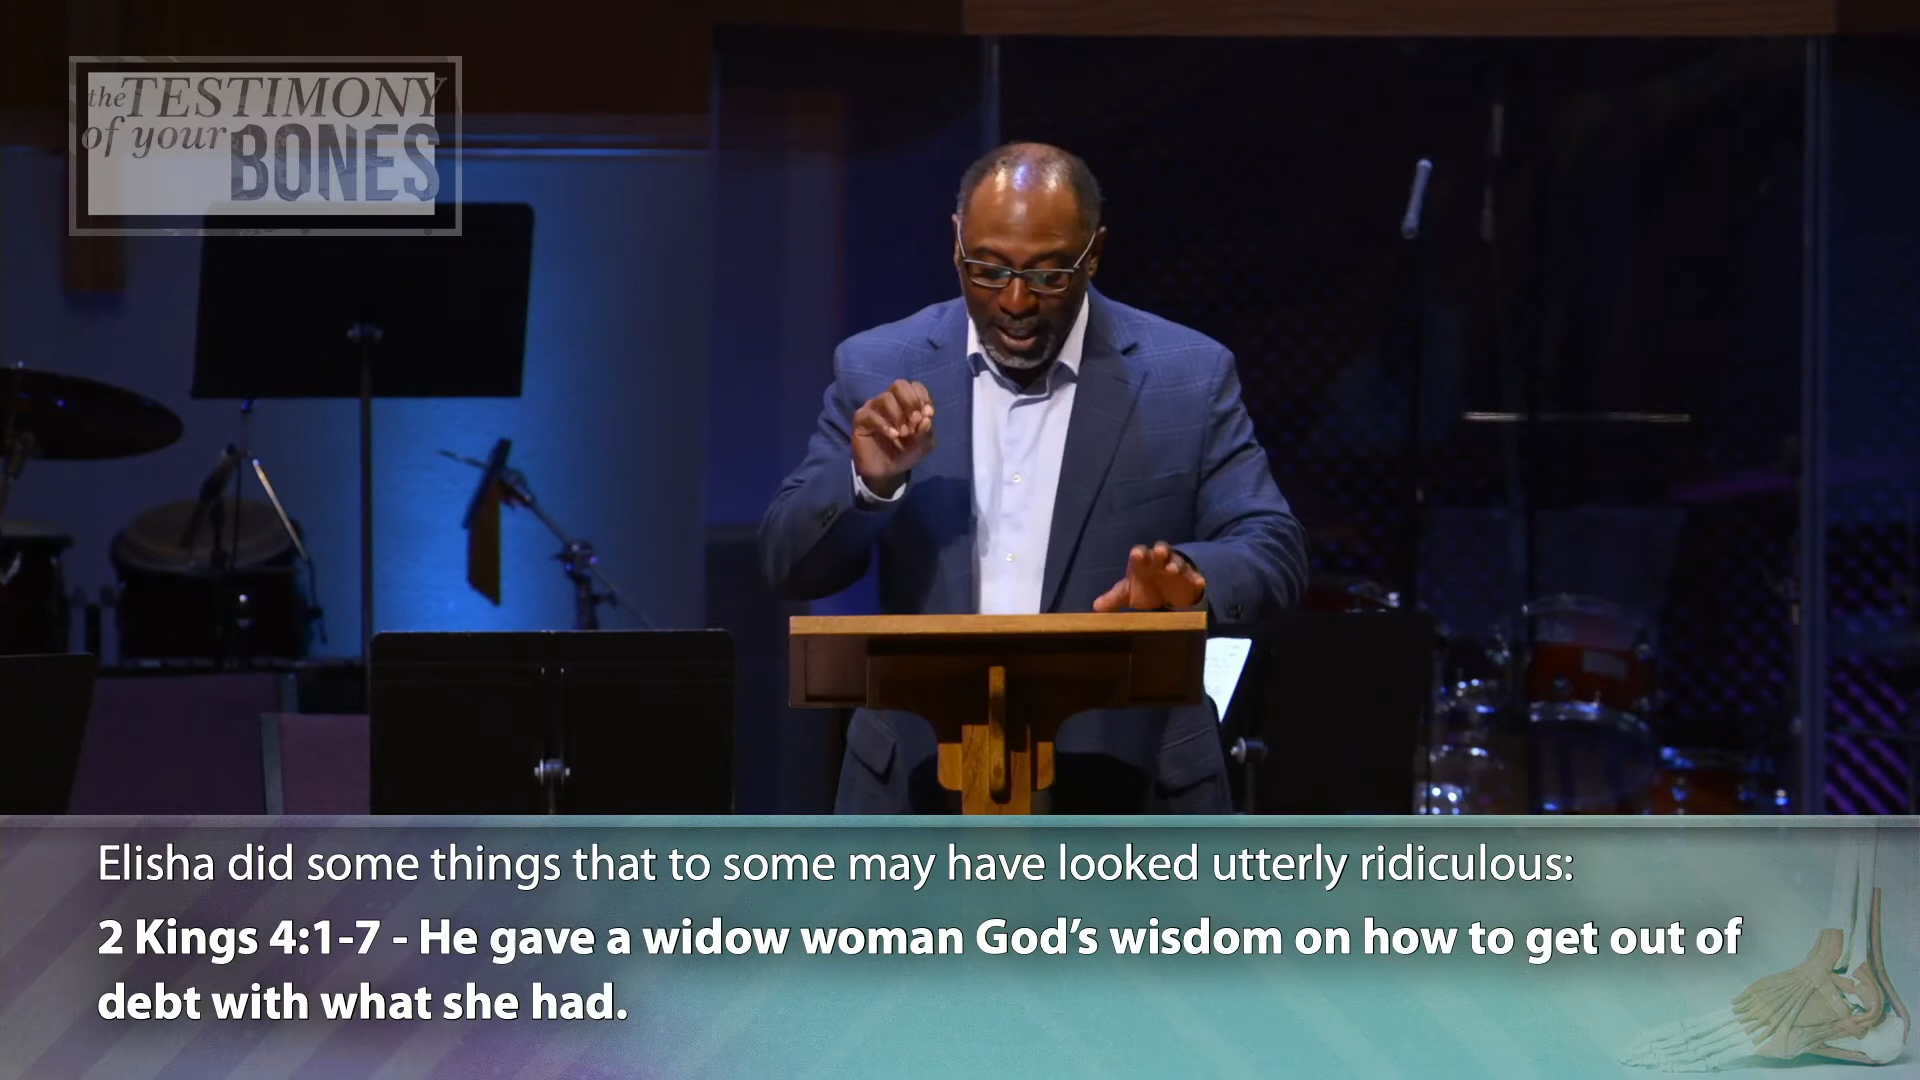 the TESTIMONY
of your BONES
Elisha did some things that to some may have looked utterly ridiculous:
2 Kings 4:1-7 - He gave a widow woman God’s wisdom on how to get out of
debt with what she had.